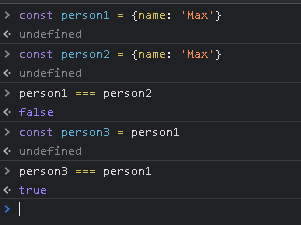 > const person1 = {name: 'Max'}
< undefined
> const person2 = {name: 'Max'}
< undefined
> person1 === person2
< false
> const person3 = person1
< undefined
> person3 === person1
< true
>